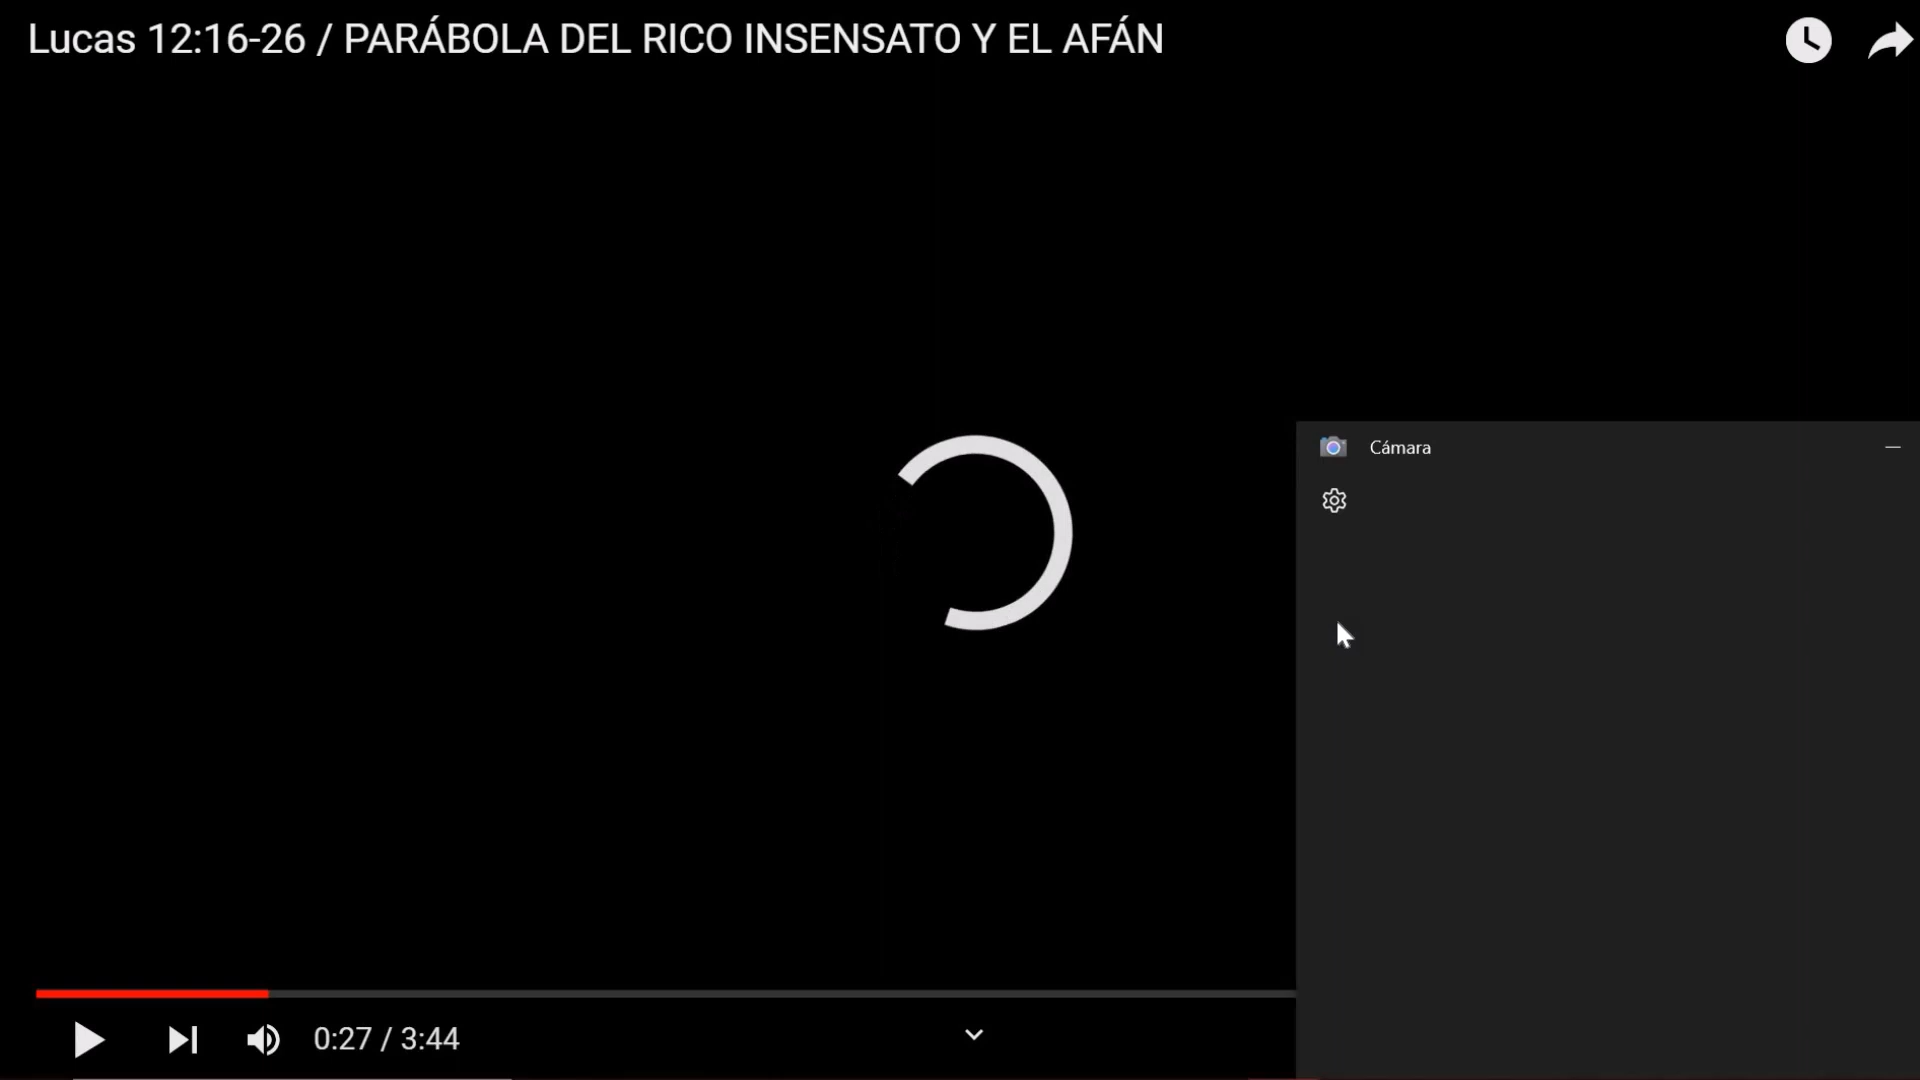 Lucas 12:16-26 / PARÁBOLA DEL RICO INSENSATO Y EL AFÁN
Cámara
0:27 / 3:44